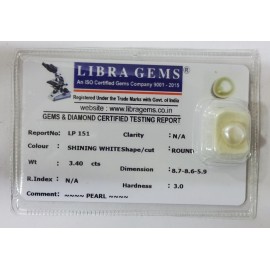 LIBRA GEMS®
An ISO Certified Gems Company 9001 - 2015
Registered Under the Trade Marks with Govt. of India
website : www.libragems.co.in
GEMS & DIAMOND CERTIFIED TESTING REPORT
ReportNo: LP 151 Clarity : N/A
Colour : SHINING WHITE Shape/cut : ROUND
Wt : 3.40 cts Dimension : 8.7-8.6-5.9
R.Index : N/A Hardness : 3.0
Comment : ~~~~ PEARL ~~~~